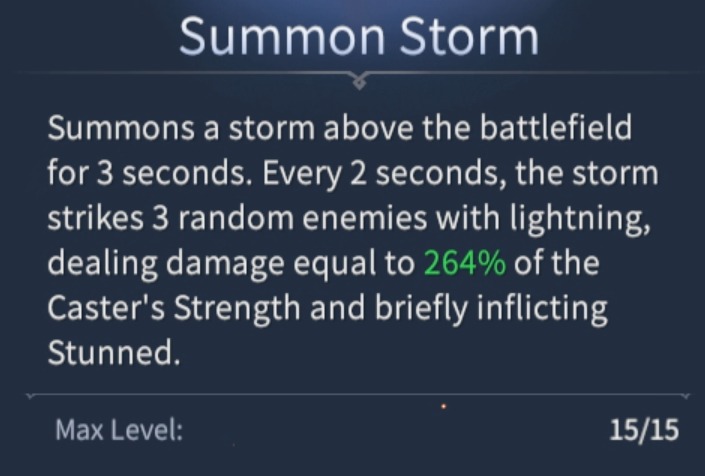 Summon Storm
Summons a storm above the battlefield
for 3 seconds. Every 2 seconds, the storm
strikes 3 random enemies with lightning,
dealing damage equal to 264% of the
Caster's Strength and briefly inflicting
Stunned.
Max Level: 15/15